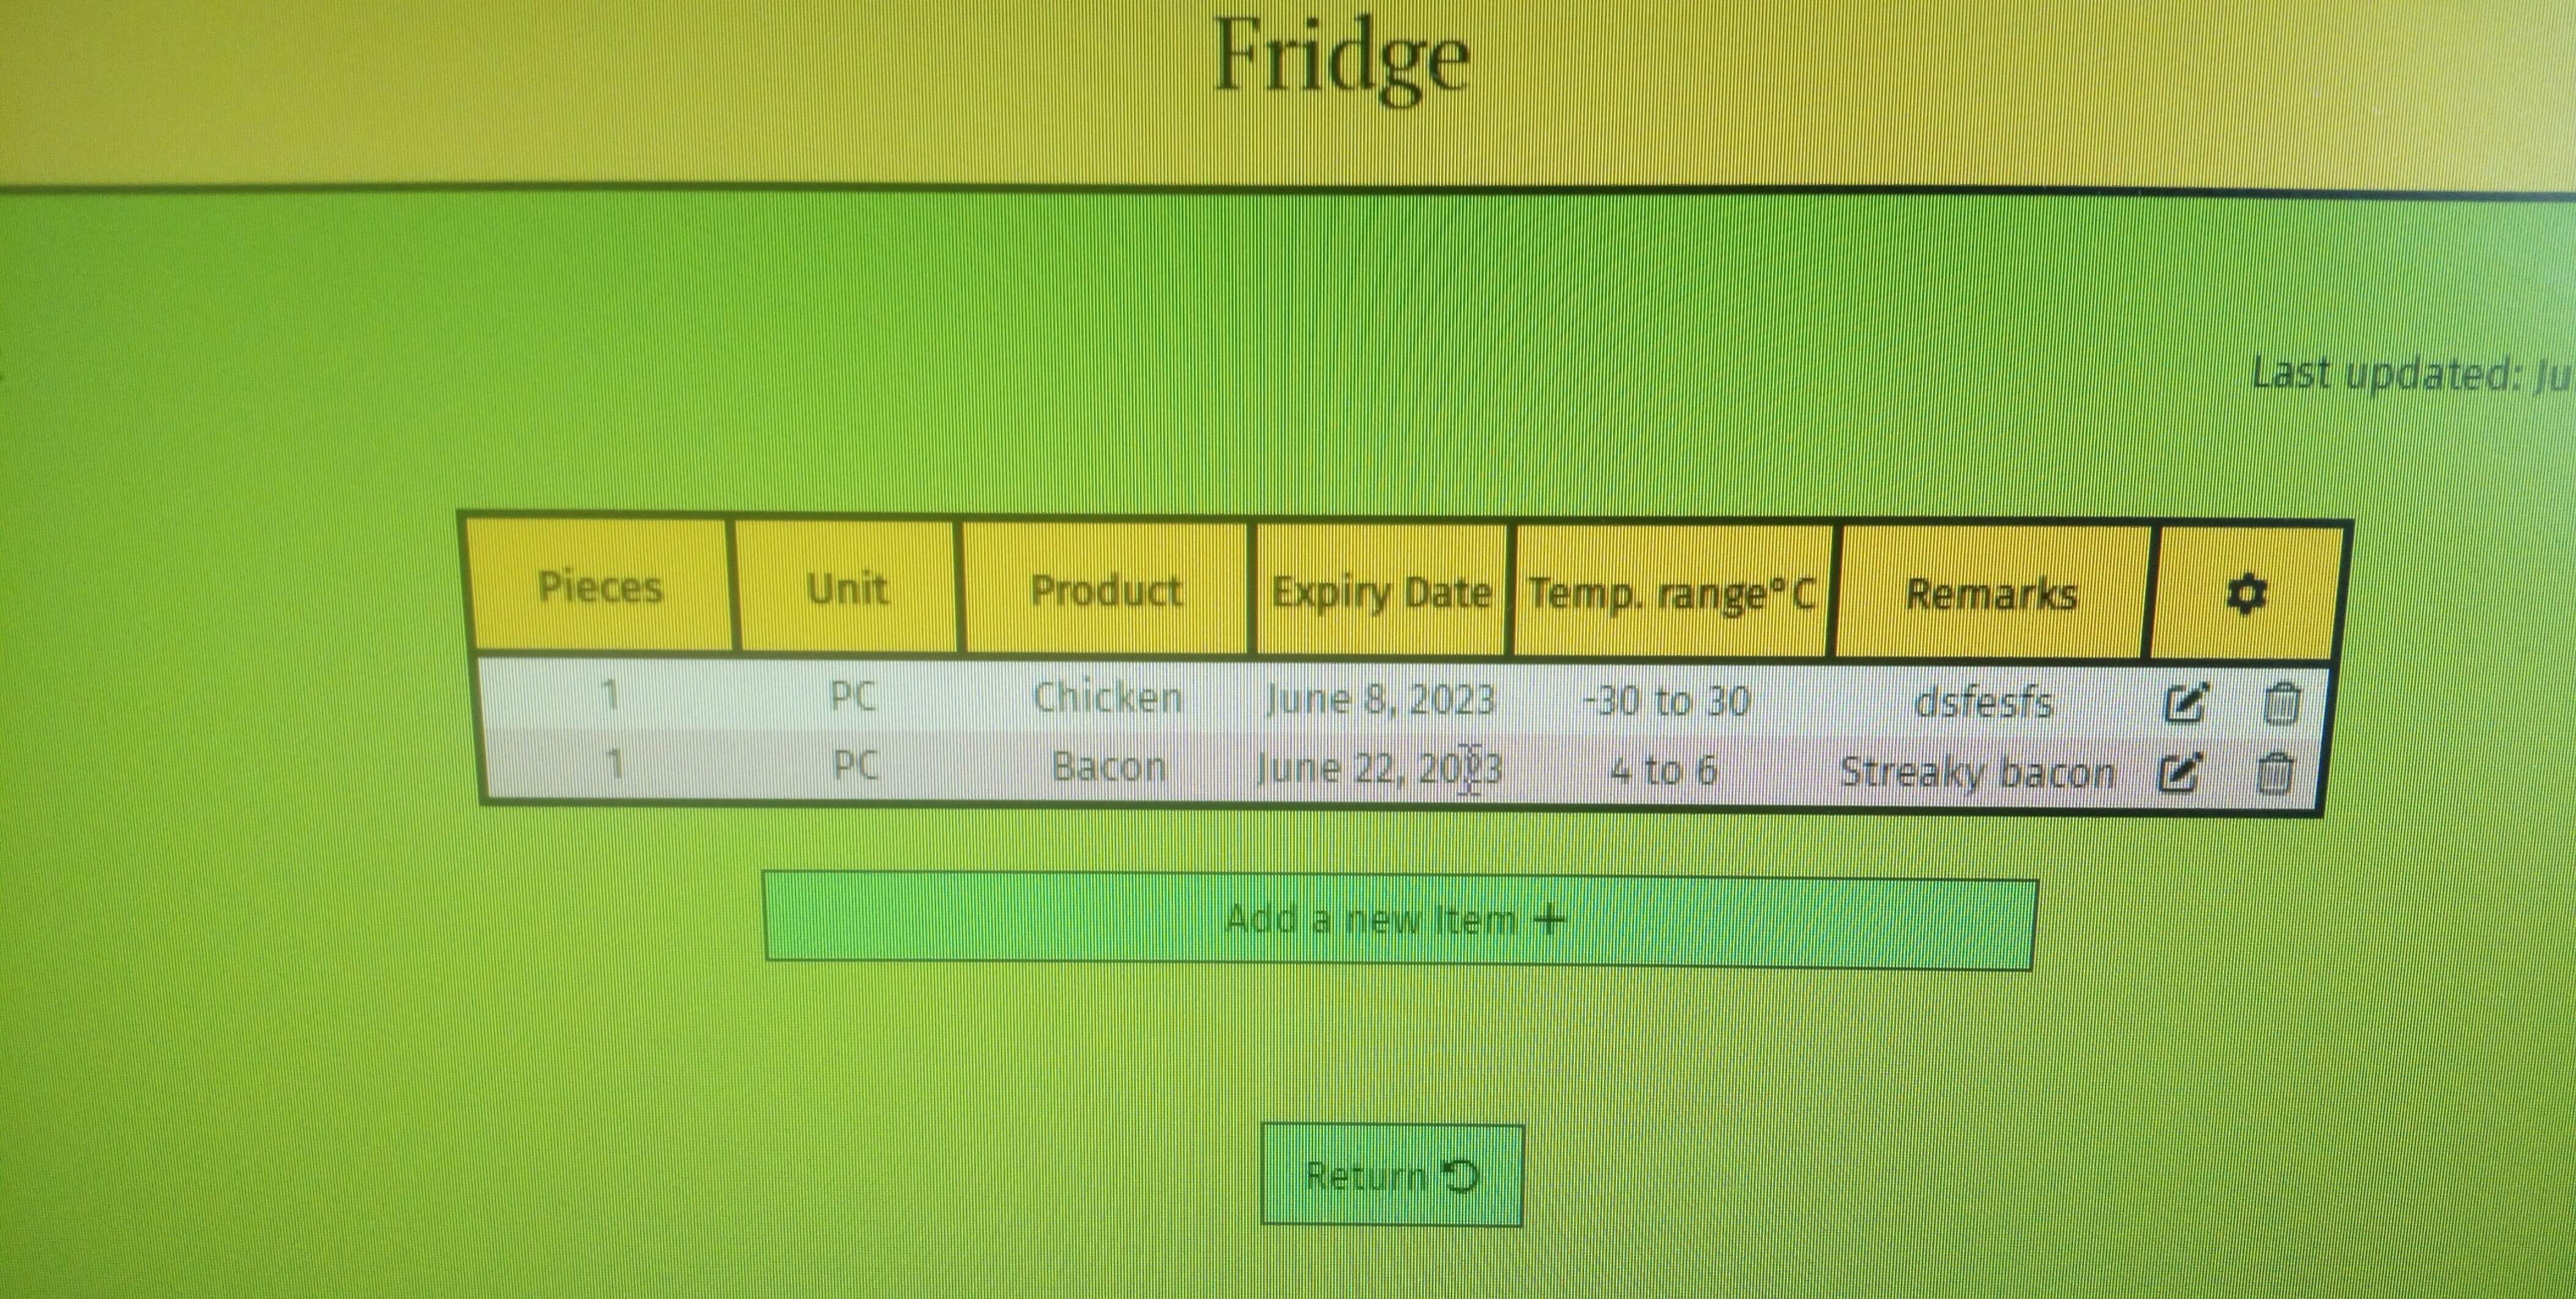 Fridge
Last updated: Ju
Pieces Unit Product Expiry Date Temp. range°C Remarks
1 PC Chicken June 8, 2023 -30 to 30 dsfesfs
1 PC Bacon June 22, 2023 4 to 6 Streaky bacon
Add a new Item +
Return